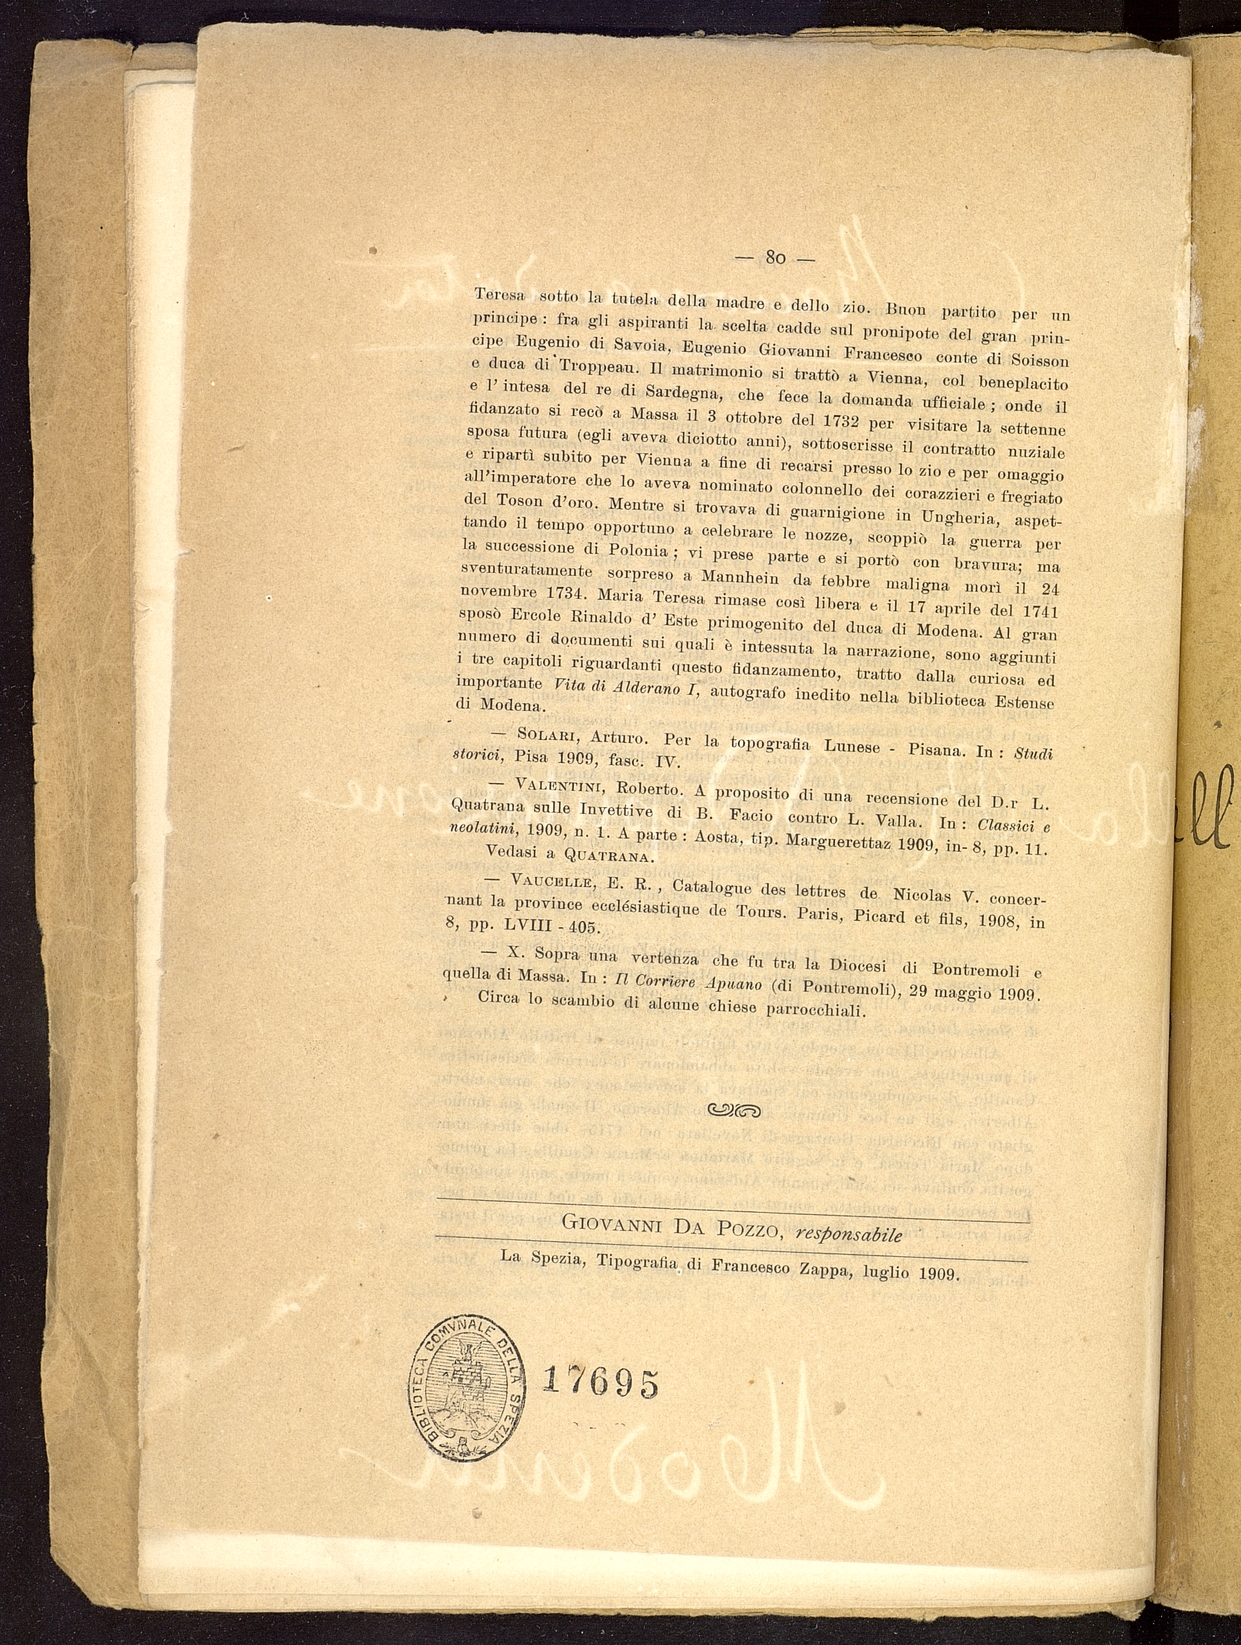 — 80 —
Teresa sotto la tutela della madre e dello zio. Buon partito per un
principe : fra gli aspiranti la scelta cadde sul pronipote del gran prin-
cipe Eugenio di Savoia, Eugenio Giovanni Francesco conte di Soisson
e duca di Troppeau. Il matrimonio si trattò a Vienna, col beneplacito
e l' intesa del re di Sardegna, che fece la domanda ufficiale ; onde il
fidanzato si recò a Massa il 3 ottobre del 1732 per visitare la settenne
sposa futura (egli aveva diciotto anni), sottoscrisse il contratto nuziale
e ripartì subito per Vienna a fine di recarsi presso lo zio e per omaggio
all'imperatore che lo aveva nominato colonnello dei corazzieri e fregiato
del Toson d'oro. Mentre si trovava di guarnigione in Ungheria, aspet-
tando il tempo opportuno a celebrare le nozze, scoppiò la guerra per
la successione di Polonia ; vi prese parte e si portò con bravura; ma
sventuratamente sorpreso a Mannhein da febbre maligna morì il 24
novembre 1734. Maria Teresa rimase così libera e il 17 aprile del 1741
sposò Ercole Rinaldo d' Este primogenito del duca di Modena. Al gran
numero di documenti sui quali è intessuta la narrazione, sono aggiunti
i tre capitoli riguardanti questo fidanzamento, tratto dalla curiosa ed
importante Vita di Alderano I, autografo inedito nella biblioteca Estense
di Modena.
— SOLARI, Arturo. Per la topografia Lunese - Pisana. In : Studi
storici, Pisa 1909, fasc. IV.
— VALENTINI, Roberto. A proposito di una recensione del D.r L.
Quatrana sulle Invettive di B. Facio contro L. Valla. In : Classici e
neolatini, 1909, n. 1. A parte : Aosta, tip. Marguerettaz 1909, in- 8, pp. 11.
Vedasi a QUATRANA.
— VAUCELLE, E. R. , Catalogue des lettres de Nicolas V. concer-
nant la province ecclésiastique de Tours. Paris, Picard et fils, 1908, in
8, pp. LVIII - 405.
— X. Sopra una vertenza che fu tra la Diocesi di Pontremoli e
quella di Massa. In : Il Corriere Apuano (di Pontremoli), 29 maggio 1909.
Circa lo scambio di alcune chiese parrocchiali.
GIOVANNI DA POZZO, responsabile
La Spezia, Tipografia di Francesco Zappa, luglio 1909.
BIBLIOTECA COMVNALE DELLA SPEZIA
17695